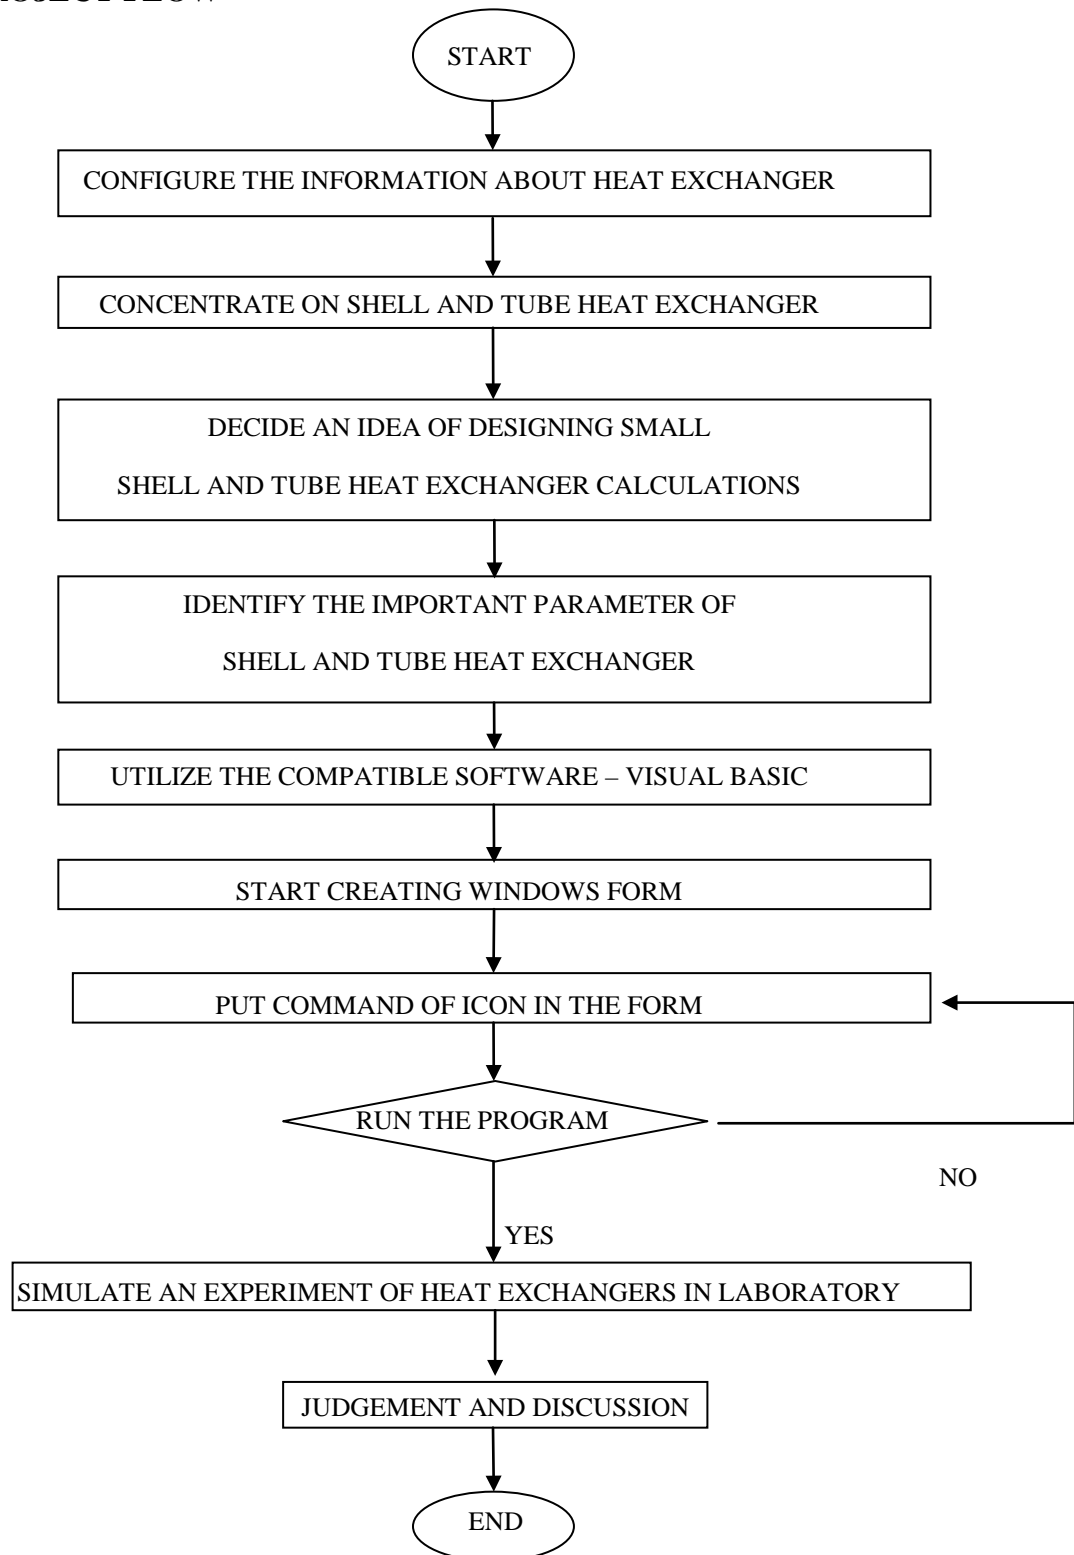 START
CONFIGURE THE INFORMATION ABOUT HEAT EXCHANGER
CONCENTRATE ON SHELL AND TUBE HEAT EXCHANGER
DECIDE AN IDEA OF DESIGNING SMALL
SHELL AND TUBE HEAT EXCHANGER CALCULATIONS
IDENTIFY THE IMPORTANT PARAMETER OF
SHELL AND TUBE HEAT EXCHANGER
UTILIZE THE COMPATIBLE SOFTWARE – VISUAL BASIC
START CREATING WINDOWS FORM
PUT COMMAND OF ICON IN THE FORM
RUN THE PROGRAM
NO
YES
SIMULATE AN EXPERIMENT OF HEAT EXCHANGERS IN LABORATORY
JUDGEMENT AND DISCUSSION
END